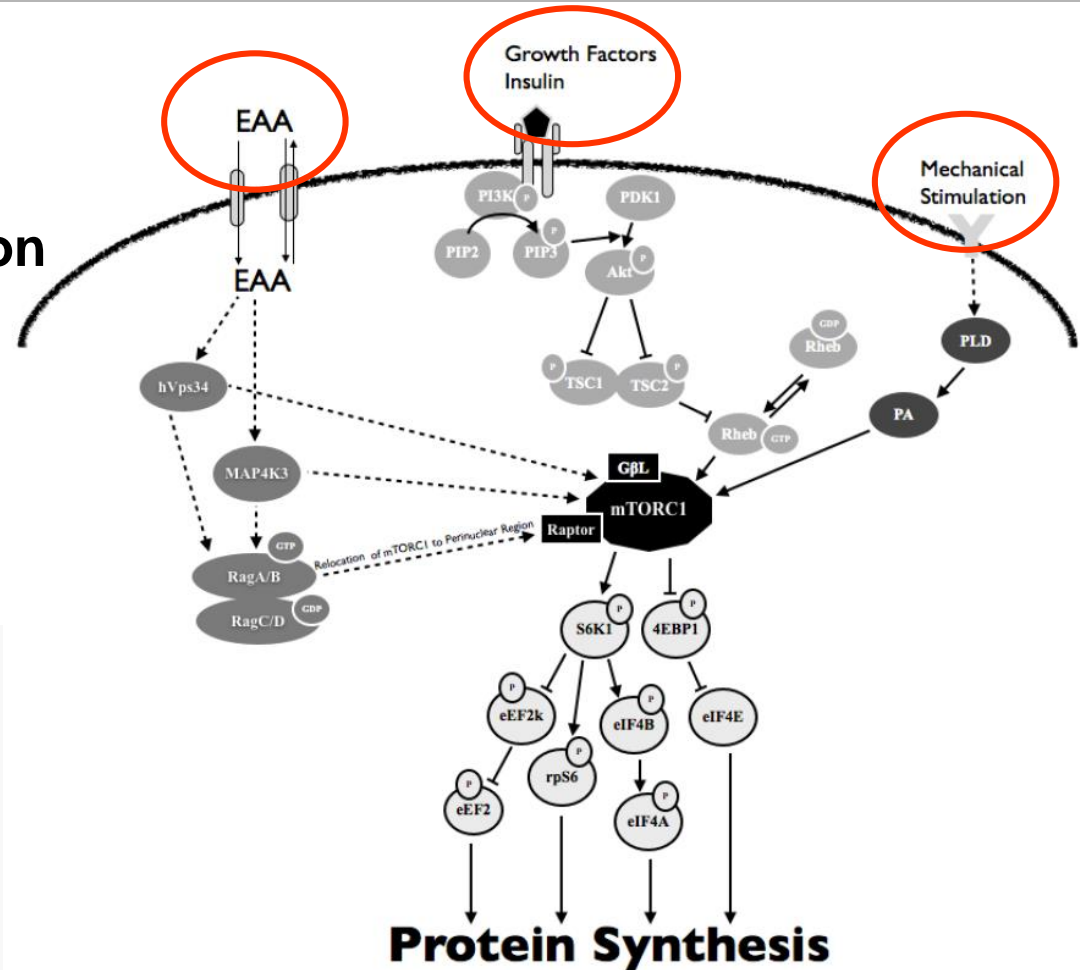 Growth Factors
Insulin
EAA
Mechanical
Stimulation
PI3K
P
PDK1
on
PIP2
PIP3
P
Akt
P
EAA
GDP
Rheb
PLD
hVps34
P
TSC1
TSC2
P
PA
Rheb
GTP
MAP4K3
GβL
mTORC1
Raptor
Relocation of mTORC1 to Perinuclear Region
GTP
RagA/B
GDP
RagC/D
S6K1
P
4EBP1
P
P
eEF2k
eIF4B
P
eIF4E
rpS6
P
P
eEF2
eIF4A
P
Protein Synthesis